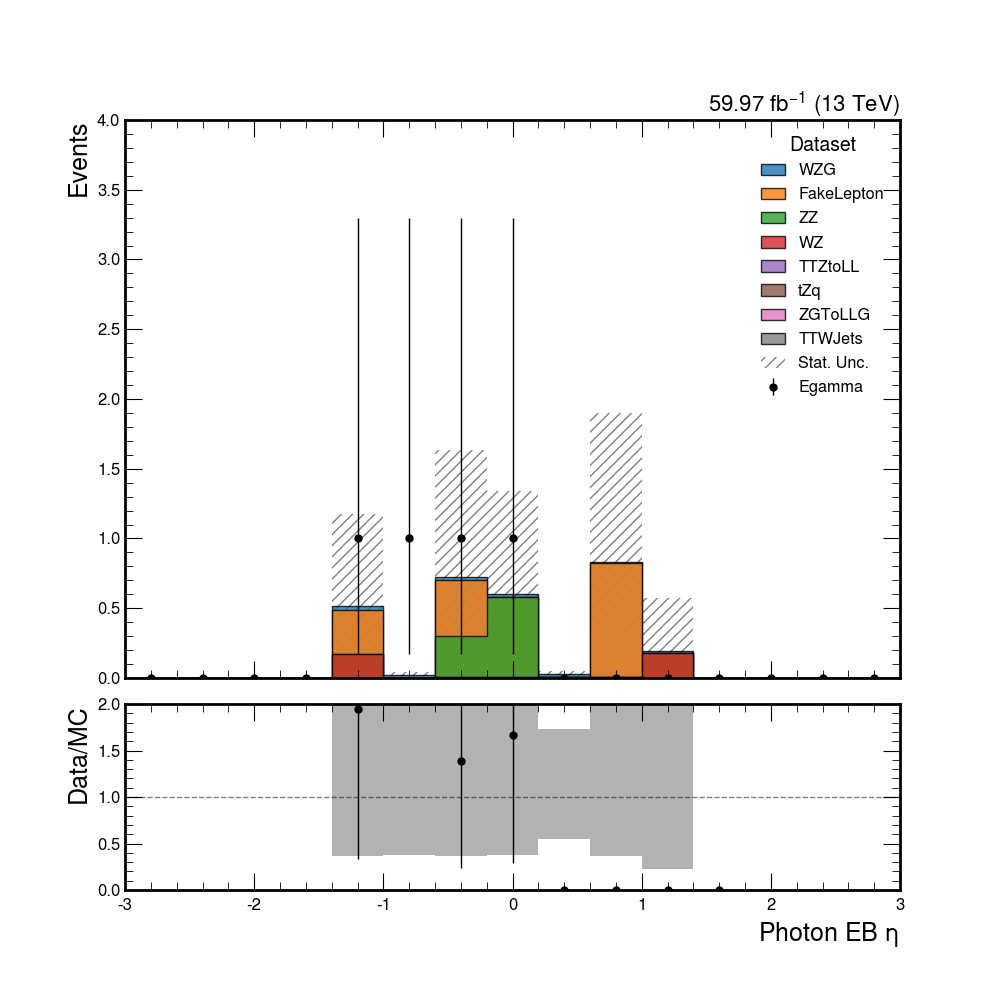 59.97 fb⁻¹ (13 TeV)
Events
4.0
3.5
3.0
2.5
2.0
1.5
1.0
0.5
0.0
Dataset
WZG
FakeLepton
ZZ
WZ
TTZtoLL
tZq
ZGToLLG
TTWJets
Stat. Unc.
Egamma
Data/MC
2.0
1.5
1.0
0.5
0.0
-3 -2 -1 0 1 2 3
Photon EB η